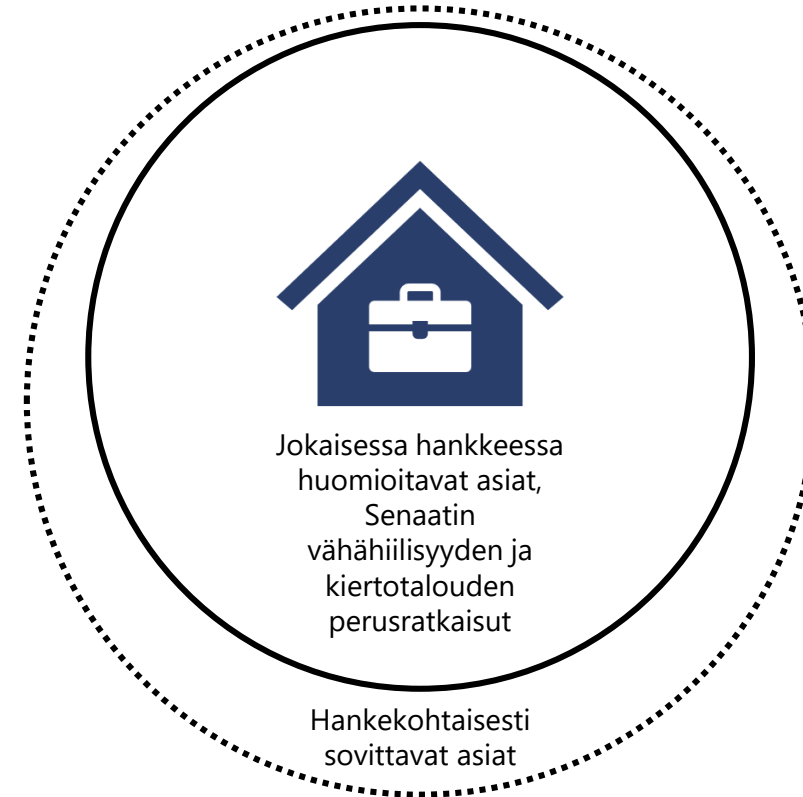 Jokaisessa hankkeessa
huomioitavat asiat,
Senaatin
vähähiilisyyden ja
kiertotalouden
perusratkaisut
Hankekohtaisesti
sovittavat asiat